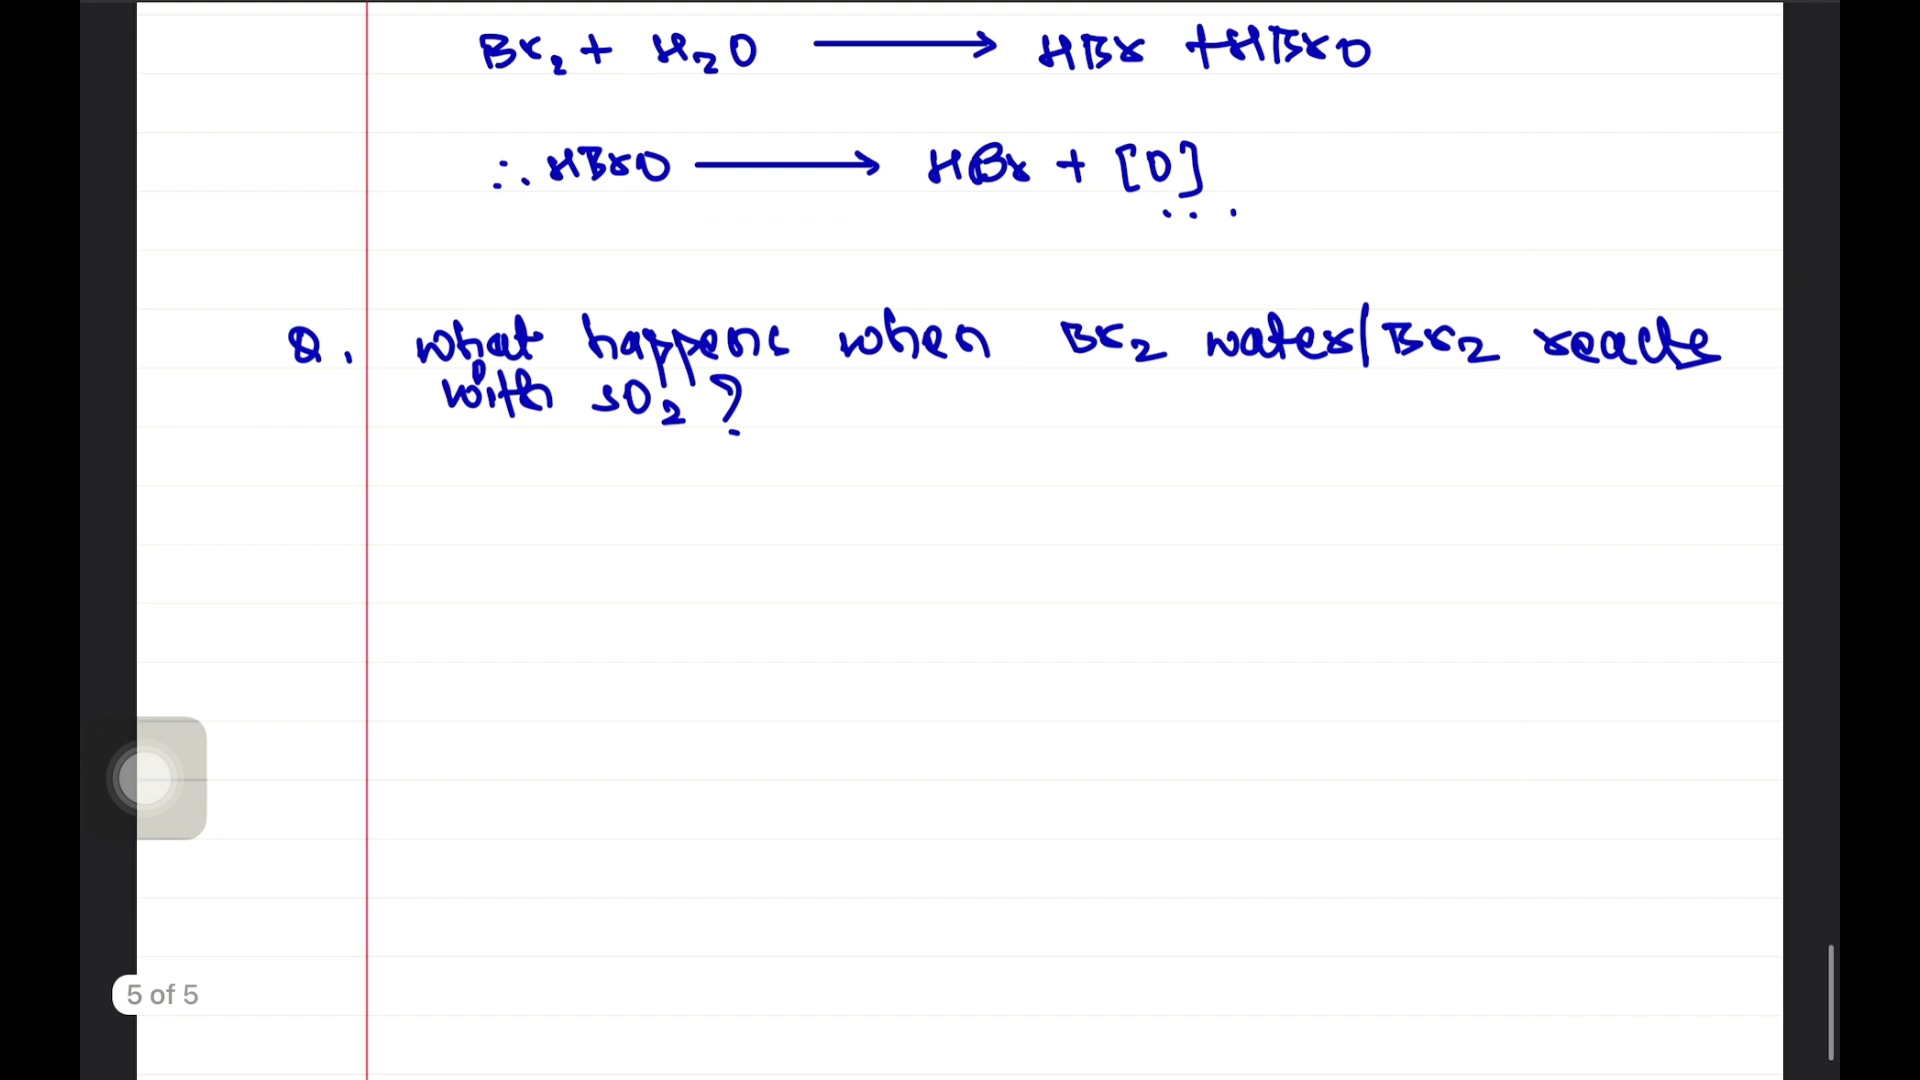 Br₂ + H₂O ⟶ HBr + HBrO
∴ HBrO ⟶ HBr + [O]
Q. What happens when Br₂ water/Br₂ reacts
with SO₂?
5 of 5